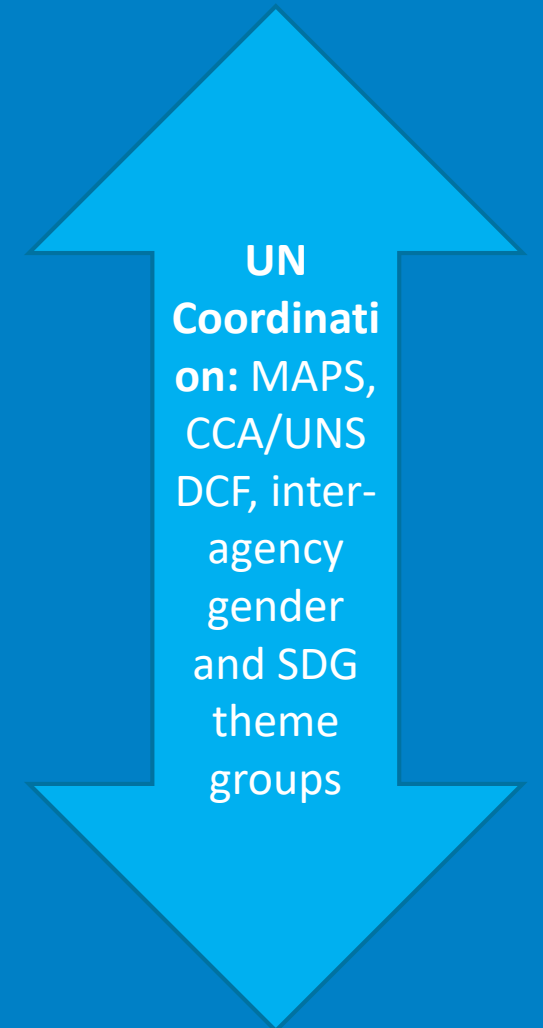 UN
Coordinati
on: MAPS,
CCA/UNS
DCF, inter-
agency
gender
and SDG
theme
groups